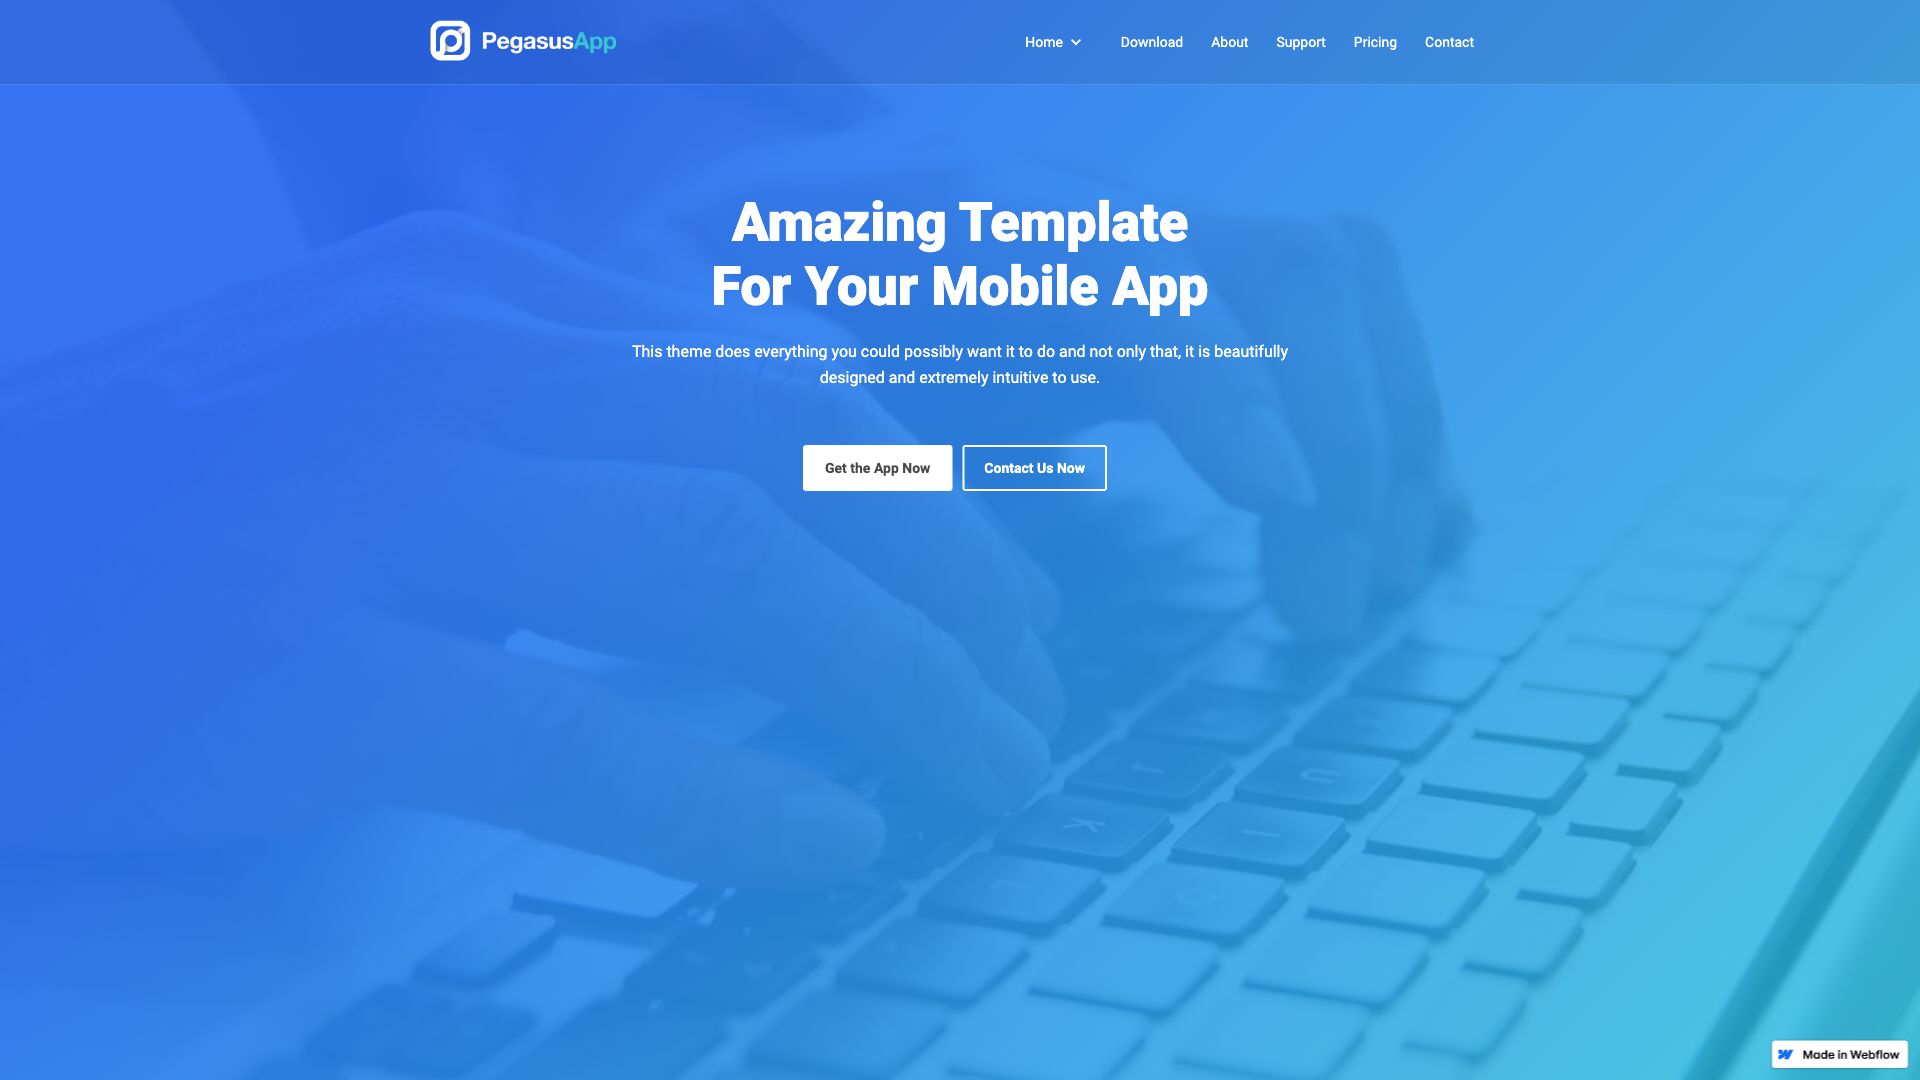 PegasusApp
Home
Download
About
Support
Pricing
Contact
Amazing Template
For Your Mobile App
This theme does everything you could possibly want it to do and not only that, it is beautifully
designed and extremely intuitive to use.
Get the App Now
Contact Us Now
Made in Webflow